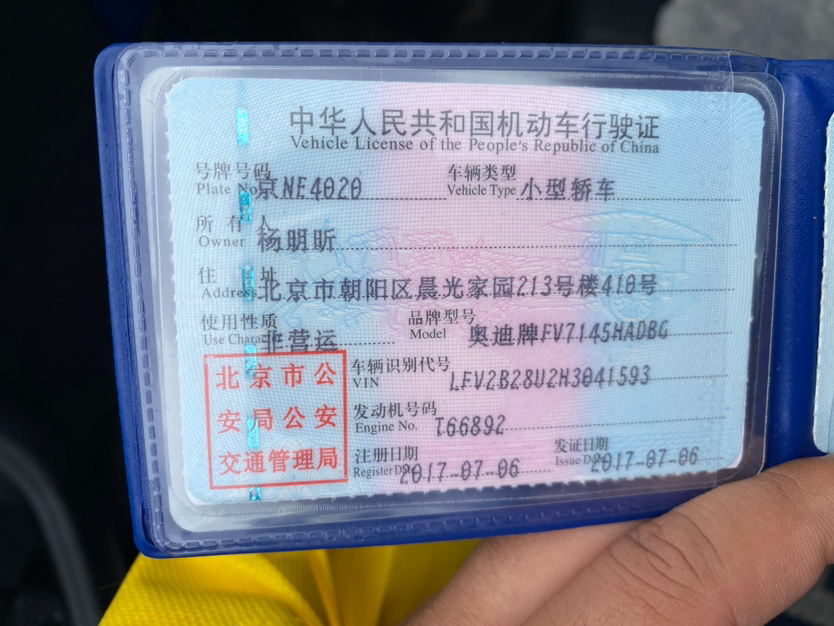 中华人民共和国机动车行驶证
Vehicle License of the People's Republic of China
号牌号码 京NE4020 车辆类型 小型轿车
Plate No. Vehicle Type
所有人 杨明昕
Owner
住址 北京市朝阳区晨光家园213号楼410号
Address
使用性质 非营运 品牌型号 奥迪牌FV7145HADBG
Use Character Model
北京市公
安局公安
交通管理局
车辆识别代号 LFV2B28U2H3041593
VIN
发动机号码 T66892
Engine No.
注册日期 2017-07-06 发证日期 2017-07-06
Register Date Issue Date